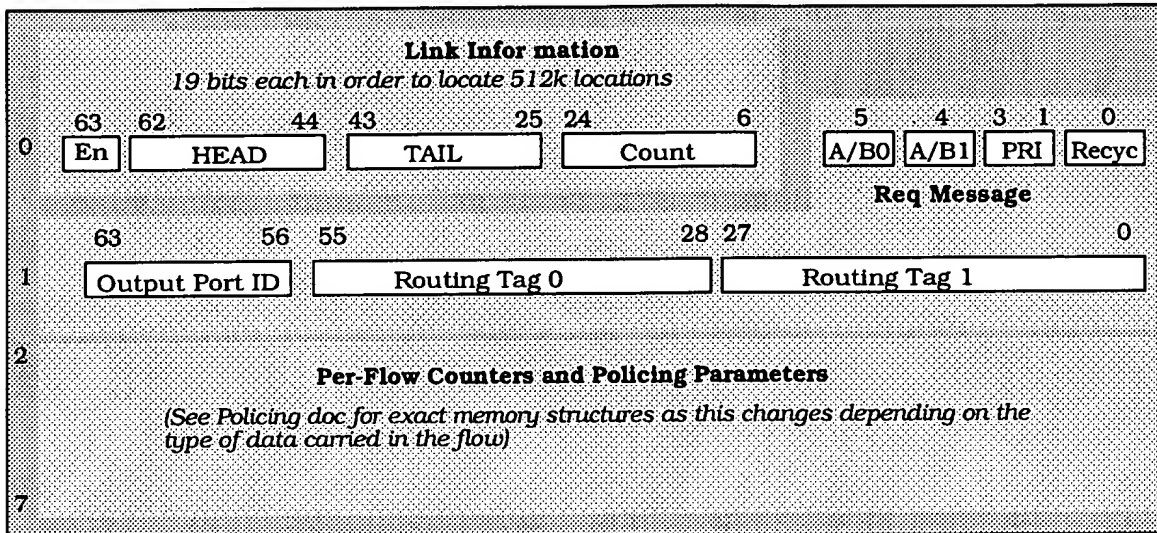 Link Infor mation
19 bits each in order to locate 512k locations
63 62 44 43 25 24 6 5 4 3 1 0
0 En HEAD TAIL Count A/B0 A/B1 PRI Recyc
Req Message
63 56 55 28 27 0
1 Output Port ID Routing Tag 0 Routing Tag 1
2
Per-Flow Counters and Policing Parameters
(See Policing doc for exact memory structures as this changes depending on the
type of data carried in the flow)
7